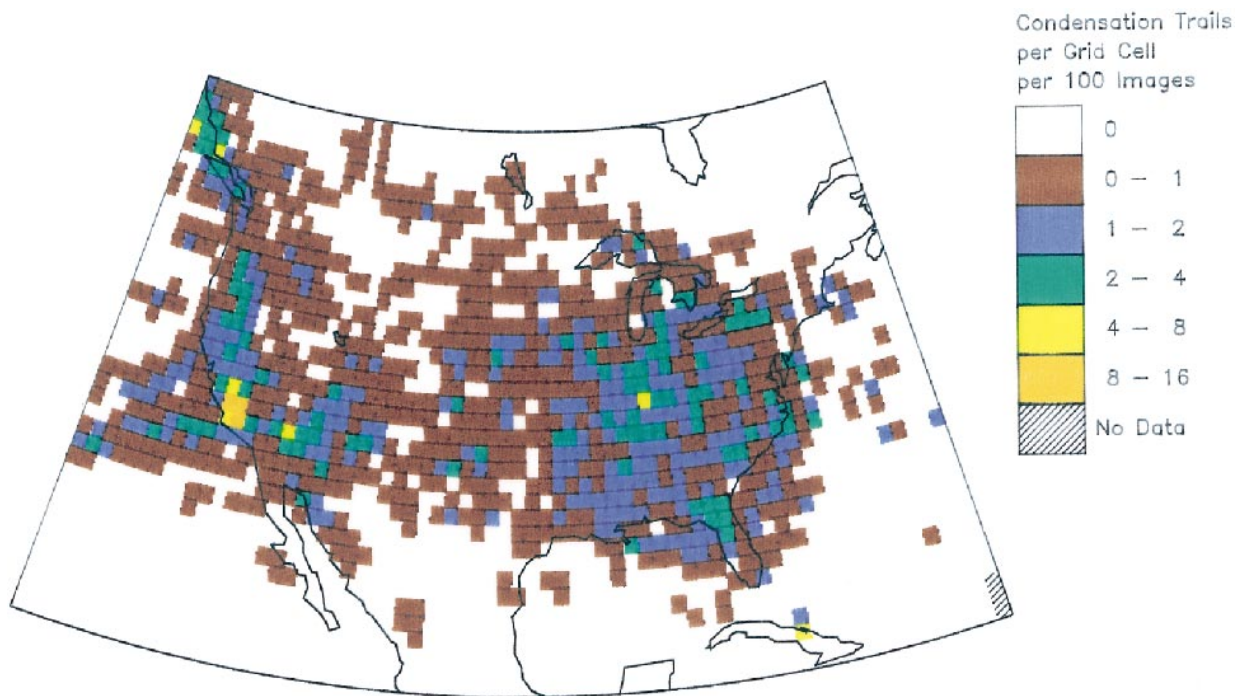 Condensation Trails
per Grid Cell
per 100 Images
0
0 - 1
1 - 2
2 - 4
4 - 8
8 - 16
No Data